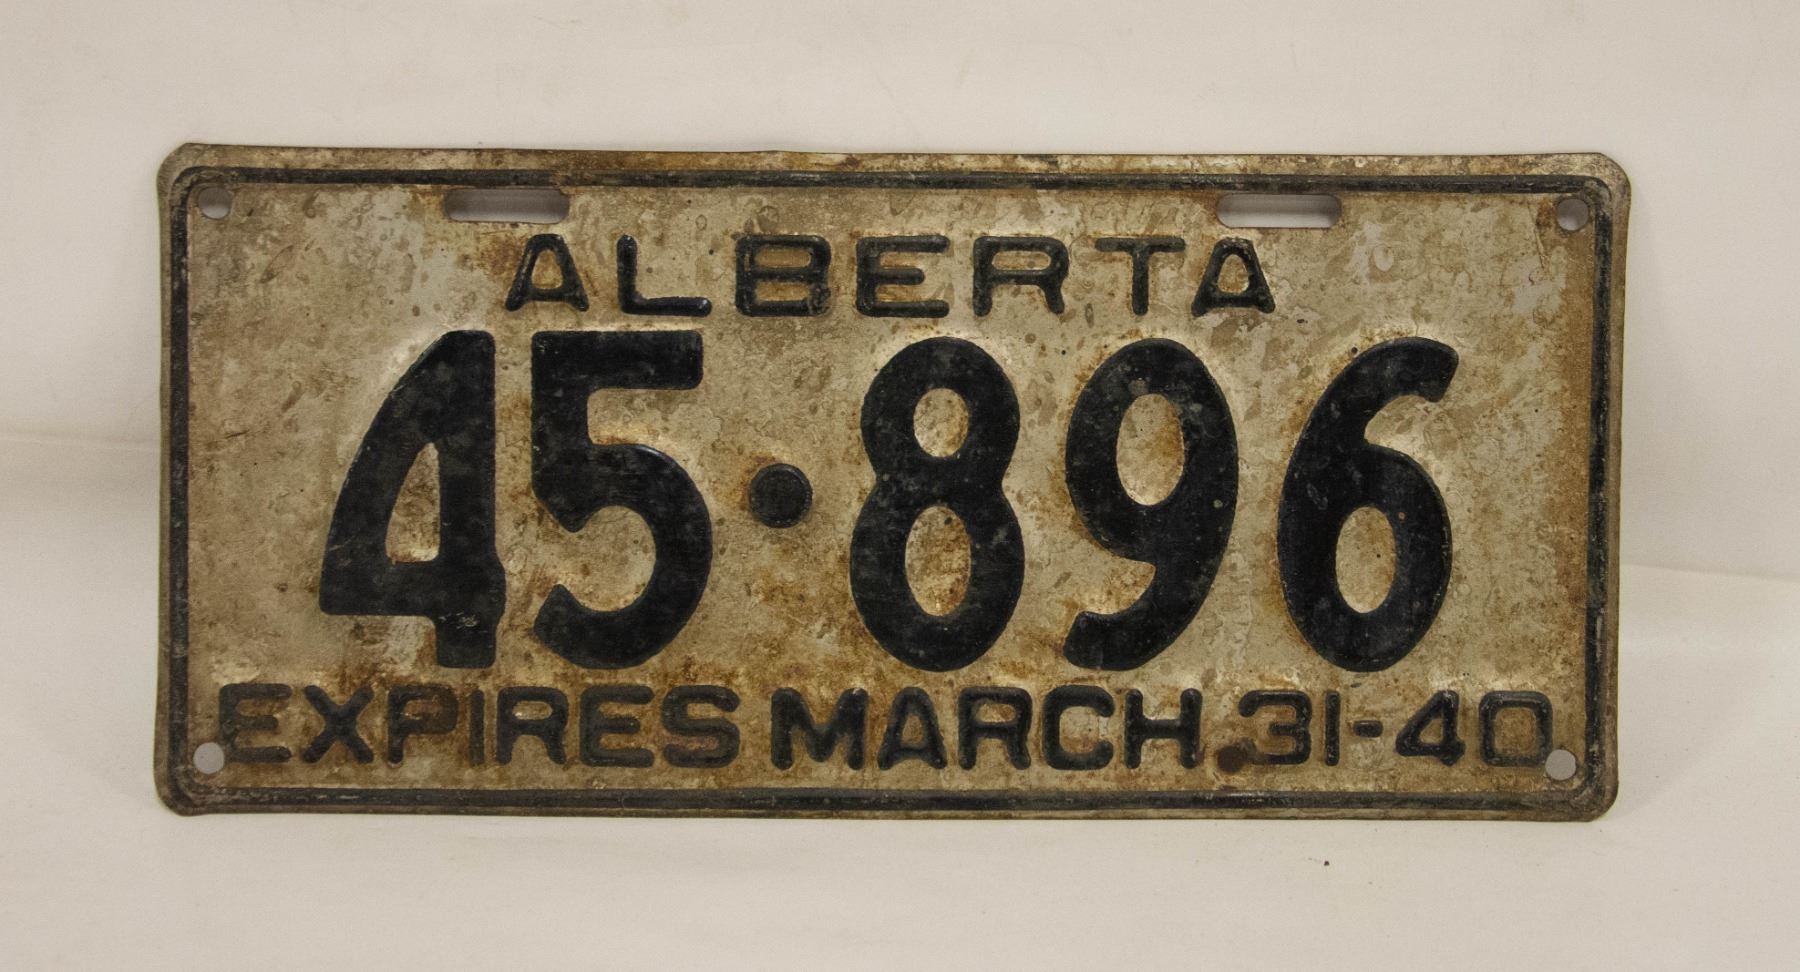 ALBERTA
45·896
EXPIRES MARCH 31-40